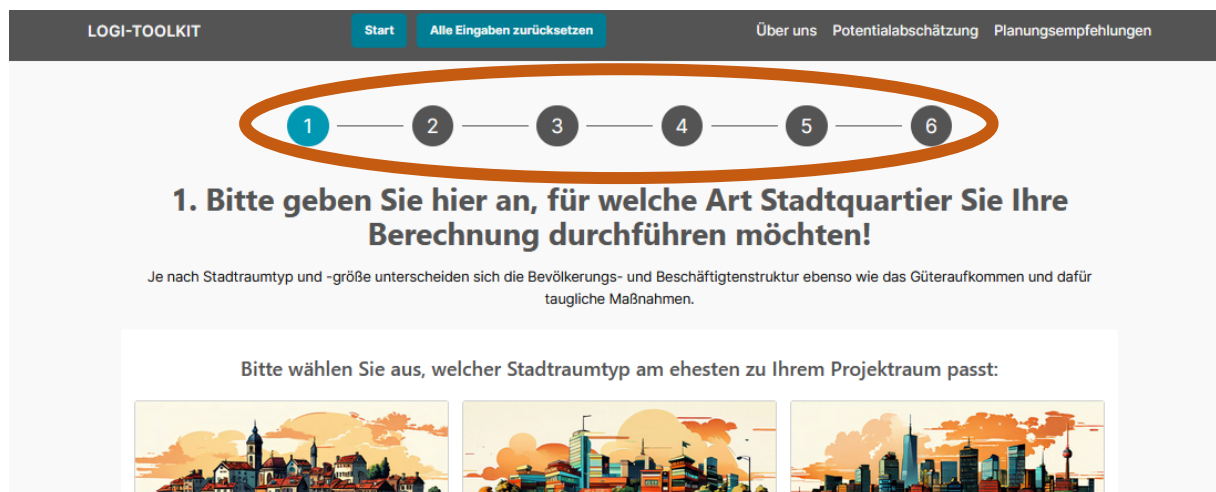 LOGI-TOOLKIT Start Alle Eingaben zurücksetzen Über uns Potentialabschätzung Planungsempfehlungen
1 2 3 4 5 6
1. Bitte geben Sie hier an, für welche Art Stadtquartier Sie Ihre
Berechnung durchführen möchten!
Je nach Stadtraumtyp und -größe unterscheiden sich die Bevölkerungs- und Beschäftigtenstruktur ebenso wie das Güteraufkommen und dafür
taugliche Maßnahmen.
Bitte wählen Sie aus, welcher Stadtraumtyp am ehesten zu Ihrem Projektraum passt: